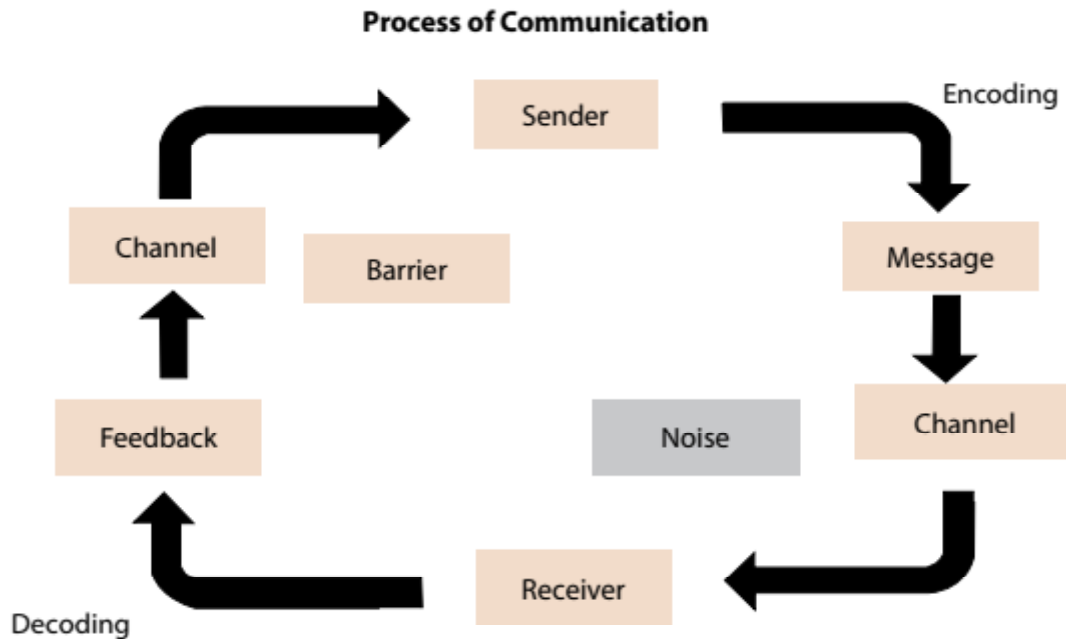 Process of Communication
Sender
Encoding
Channel
Barrier
Message
Feedback
Noise
Channel
Receiver
Decoding